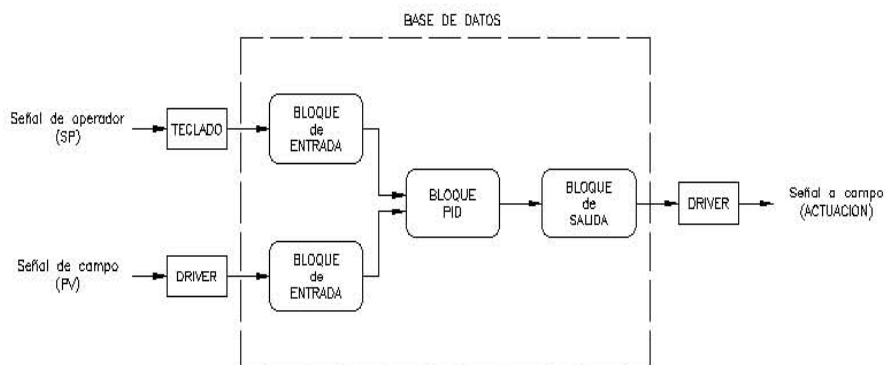 BASE DE DATOS
Señal de operador
(SP)
TECLADO
BLOQUE
de
ENTRADA
BLOQUE
PID
BLOQUE
de
SALIDA
DRIVER
Señal a campo
(ACTUACION)
Señal de campo
(PV)
DRIVER
BLOQUE
de
ENTRADA